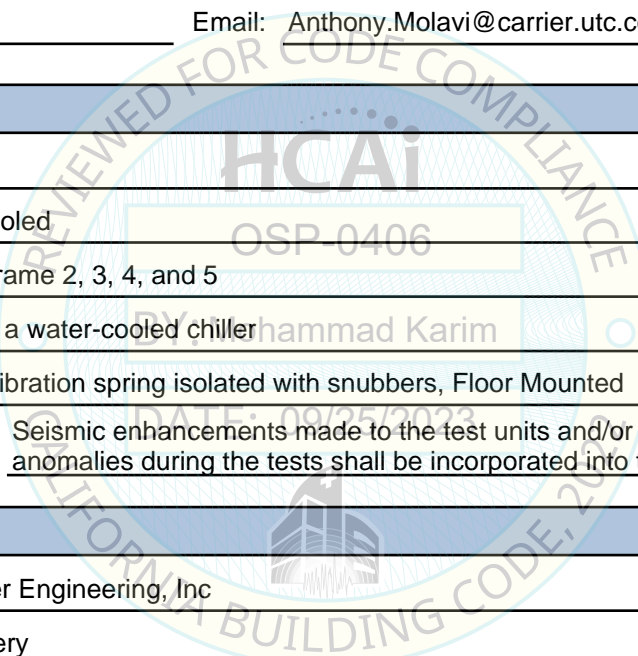 Email: Anthony.Molavi@carrier.utc.c
REVIEWED FOR CODE COMPLIANCE
HCAi
oled
OSP-0406
rame 2, 3, 4, and 5
a water-cooled chiller
BY: Mohammad Karim
ibration spring isolated with snubbers, Floor Mounted
DATE: 09/25/2023
Seismic enhancements made to the test units and/or
anomalies during the tests shall be incorporated into
er Engineering, Inc
ery
CALIFORNIA BUILDING CODE, 2022